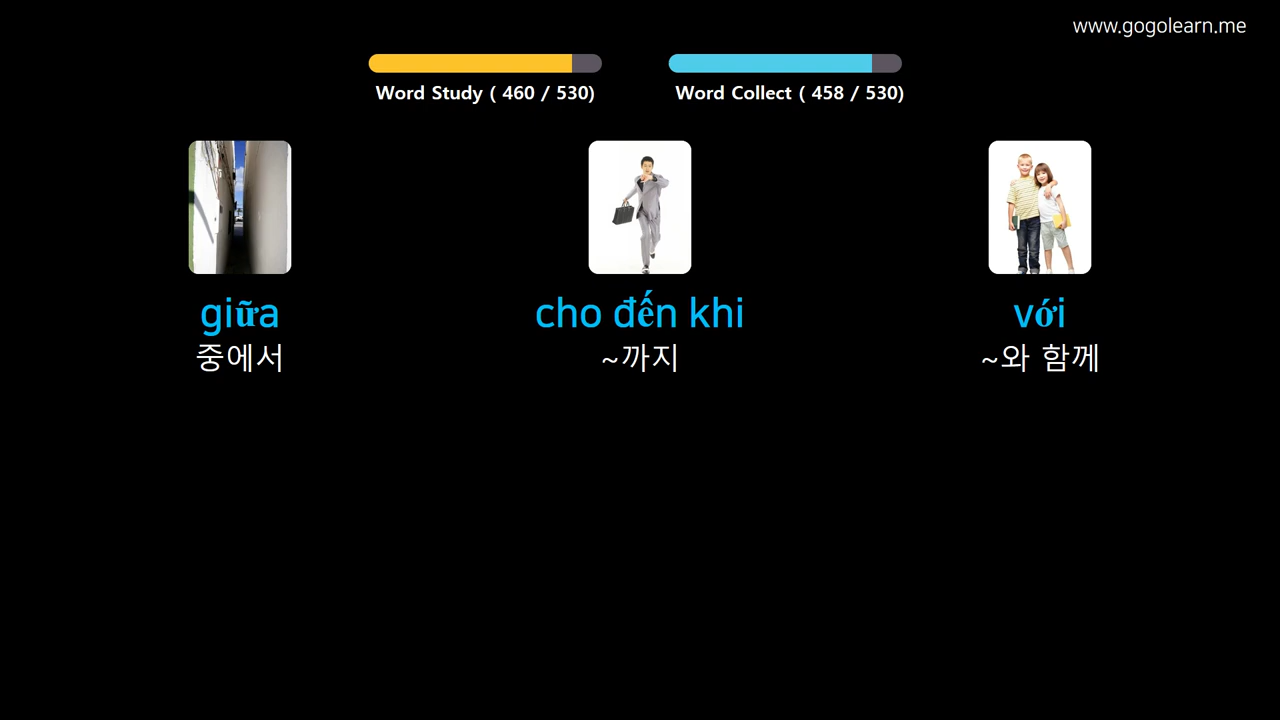 www.gogolearn.me
Word Study ( 460 / 530)
Word Collect ( 458 / 530)
giữa
cho đến khi
với
중에서
~까지
~와 함께